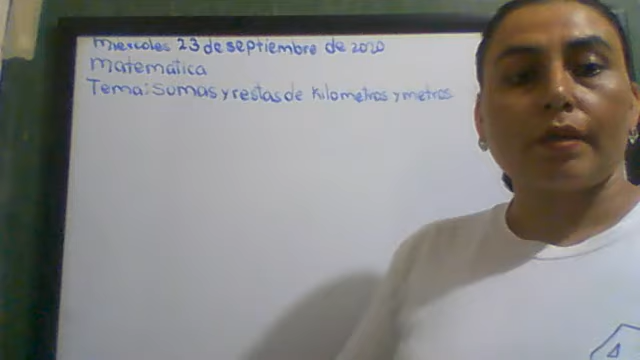 miercoles 23 de septiembre de 2020
matemática
Tema: sumas y restas de kilometros y metros